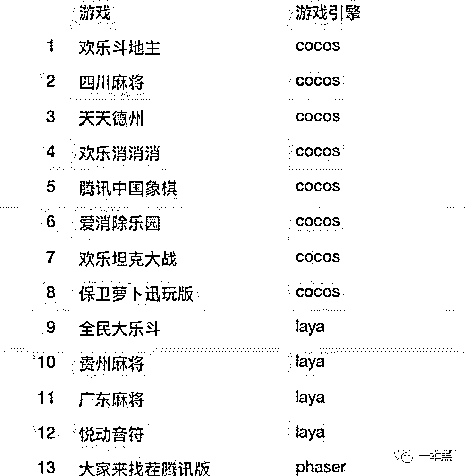 游戏 游戏引擎
1 欢乐斗地主 cocos
2 四川麻将 cocos
3 天天德州 cocos
4 欢乐消消消 cocos
5 腾讯中国象棋 cocos
6 爱消除乐园 cocos
7 欢乐坦克大战 cocos
8 保卫萝卜迅玩版 cocos
9 全民大乐斗 laya
10 贵州麻将 laya
11 广东麻将 laya
12 悦动音符 laya
13 大家来找茬腾讯版 phaser